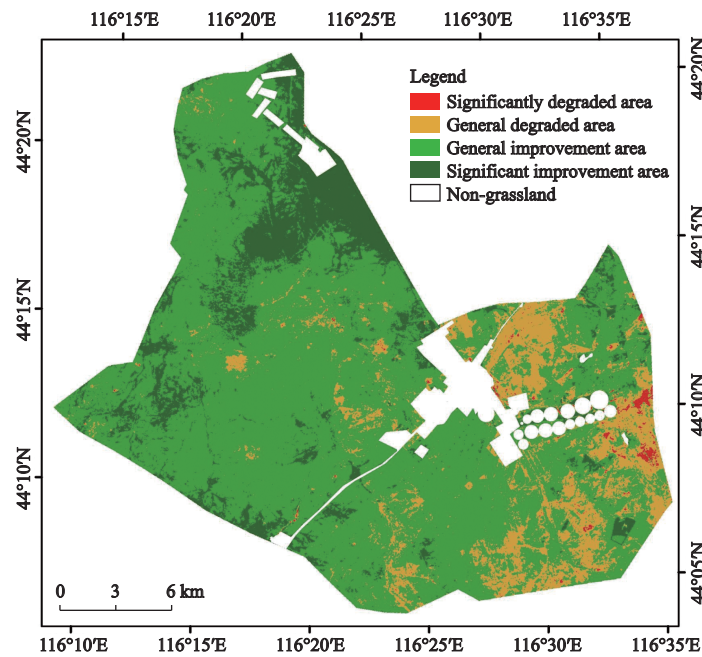 116°15′E 116°20′E 116°25′E 116°30′E 116°35′E
44°20′N
44°20′N
Legend
Significantly degraded area
General degraded area
General improvement area
Significant improvement area
Non-grassland
44°15′N
44°15′N
44°10′N
44°10′N
44°05′N
0 3 6 km
116°10′E 116°15′E 116°20′E 116°25′E 116°30′E 116°35′E